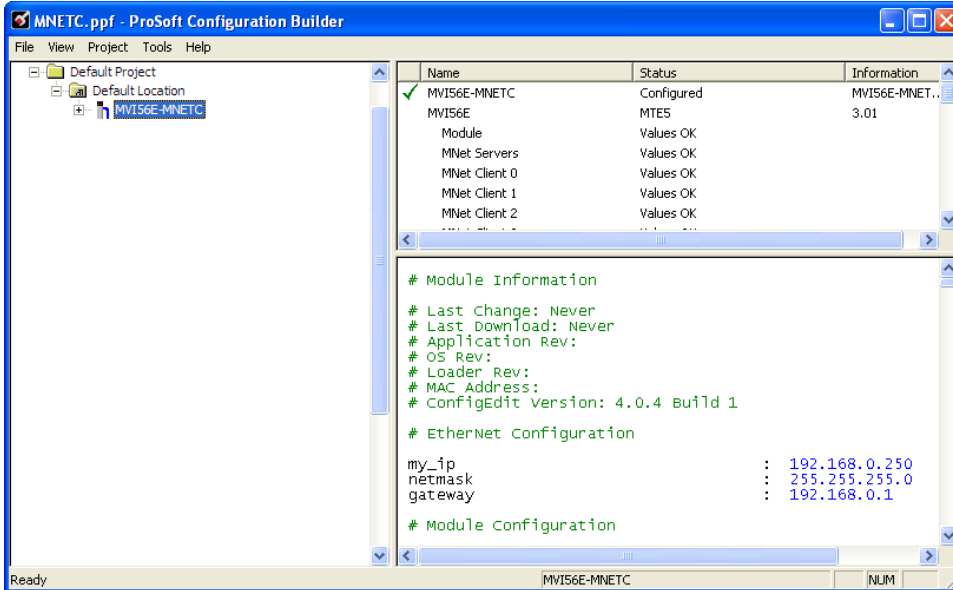 MNETC.ppf - ProSoft Configuration Builder
File View Project Tools Help
Default Project
Default Location
MVI56E-MNETC
Name Status Information
MVI56E-MNETC Configured MVI56E-MNET..
MVI56E MTE5 3.01
Module Values OK
MNet Servers Values OK
MNet Client 0 Values OK
MNet Client 1 Values OK
MNet Client 2 Values OK
# Module Information
# Last Change: Never
# Last Download: Never
# Application Rev:
# OS Rev:
# Loader Rev:
# MAC Address:
# ConfigEdit Version: 4.0.4 Build 1
# EtherNet Configuration
my_ip : 192.168.0.250
netmask : 255.255.255.0
gateway : 192.168.0.1
# Module Configuration
Ready MVI56E-MNETC NUM